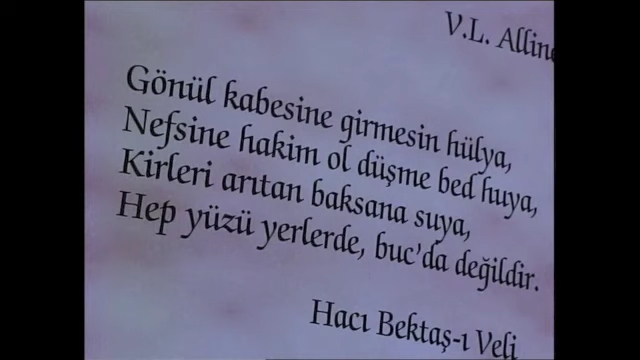 V.L.
Gönül kabesine girmesin hülya,
Nefsine hakim ol düşme bed huya,
Kirleri arıtan baksana suya,
Hep yüzü yerlerde, buc'da değildir.
Hacı Bektaş-ı Veli